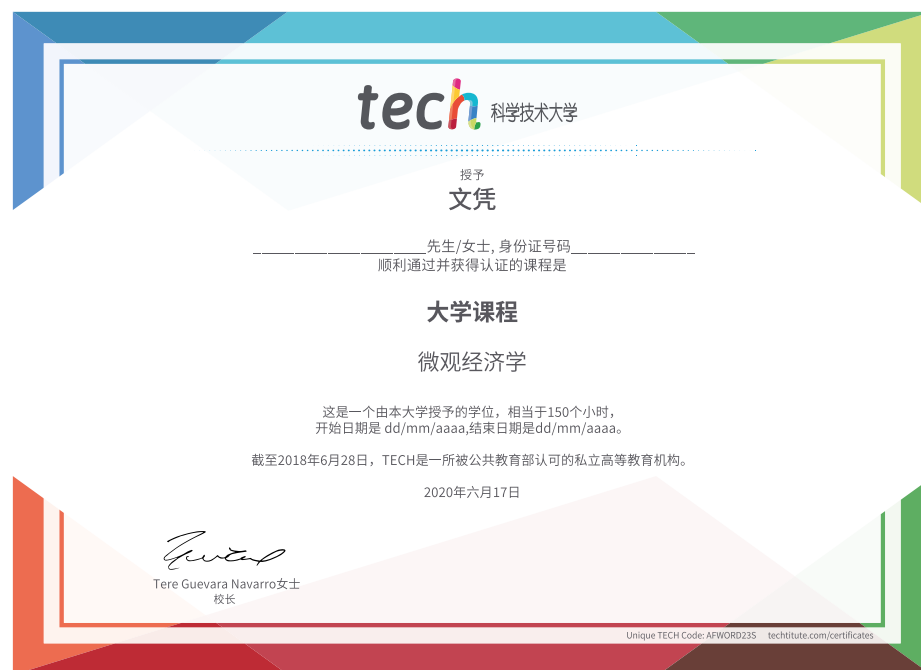 tech 科学技术大学
授予
文凭
_____________________先生/女士, 身份证号码_______________
顺利通过并获得认证的课程是
大学课程
微观经济学
这是一个由本大学授予的学位，相当于150个小时，
开始日期是 dd/mm/aaaa,结束日期是dd/mm/aaaa。
截至2018年6月28日，TECH是一所被公共教育部认可的私立高等教育机构。
2020年六月17日
Tere Guevara Navarro女士
校长
Unique TECH Code: AFWORD23S techtitute.com/certificates